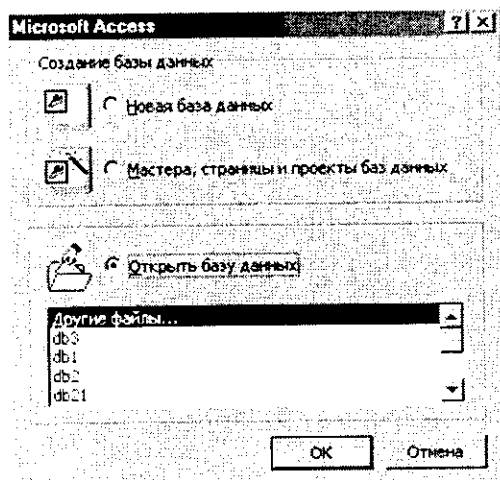 Microsoft Access
Создание базы данных
Новая база данных
Мастера, страницы и проекты баз данных
Открыть базу данных
Другие файлы...
db3
db1
db2
db21
ОК
Отмена